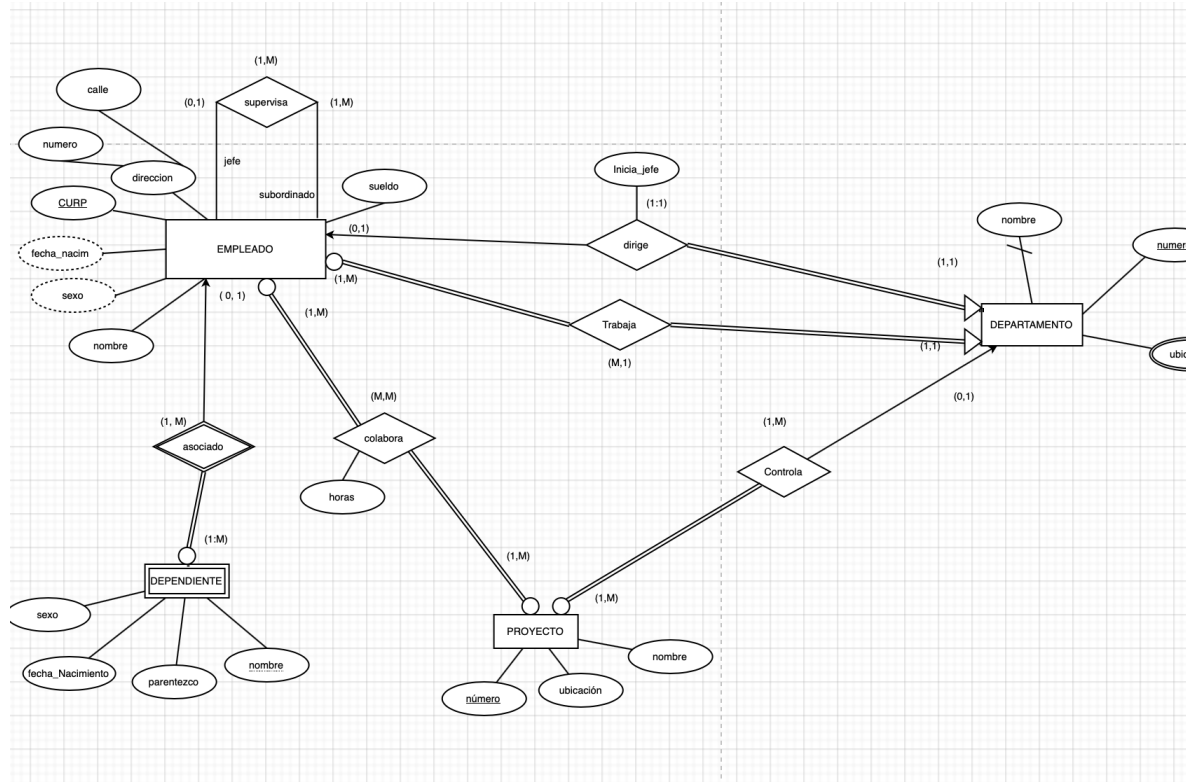 (1,M)
calle
(0,1)
supervisa
(1,M)
numero
jefe
Inicia_jefe
direccion
sueldo
subordinado
CURP
(1:1)
nombre
(0,1)
EMPLEADO
dirige
numer
fecha_nacim
(1,1)
(1,M)
sexo
( 0, 1)
(1,M)
Trabaja
DEPARTAMENTO
nombre
(1,1)
ubic
(M,1)
(M,M)
(0,1)
(1, M)
(1,M)
colabora
asociado
Controla
horas
(1:M)
(1,M)
DEPENDIENTE
(1,M)
sexo
PROYECTO
nombre
nombre
fecha_Nacimiento
parentezco
ubicación
número